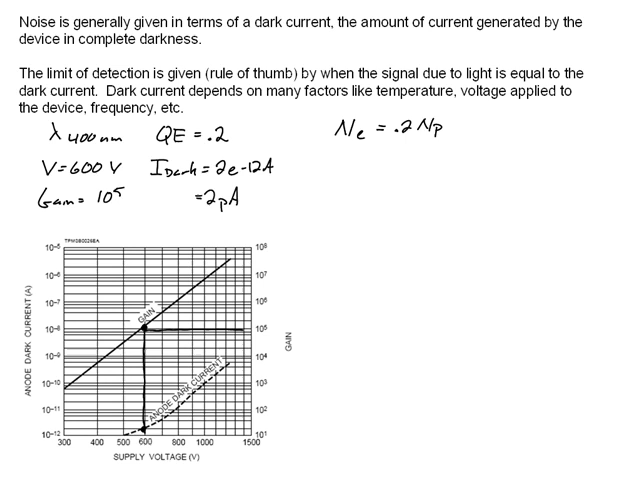 Noise is generally given in terms of a dark current, the amount of current generated by the
device in complete darkness.
The limit of detection is given (rule of thumb) by when the signal due to light is equal to the
dark current. Dark current depends on many factors like temperature, voltage applied to
the device, frequency, etc.
λ 400 nm QE = .2 Ne = .2 Np
V=600 V IDark = 2e-12A
Gain = 10⁵ =2pA
TPMOB0026EA
10⁻⁵ 10⁸
10⁻⁶ 10⁷
10⁻⁷ 10⁶
GAIN
10⁻⁸ 10⁵
10⁻⁹ 10⁴
10⁻¹⁰ 10³
ANODE DARK CURRENT
10⁻¹¹ 10²
10⁻¹² 10¹
300 400 500 600 800 1000 1500
SUPPLY VOLTAGE (V)
ANODE DARK CURRENT (A)
GAIN